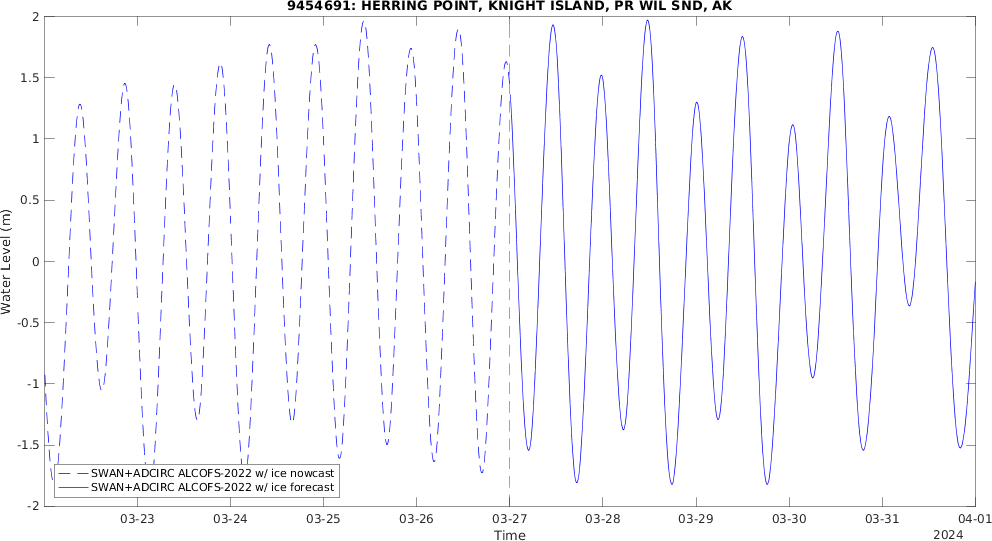 9454691: HERRING POINT, KNIGHT ISLAND, PR WIL SND, AK
2
1.5
1
0.5
0
-0.5
-1
-1.5
-2
Water Level (m)
SWAN+ADCIRC ALCOFS-2022 w/ ice nowcast
SWAN+ADCIRC ALCOFS-2022 w/ ice forecast
03-23 03-24 03-25 03-26 03-27 03-28 03-29 03-30 03-31 04-01
Time
2024